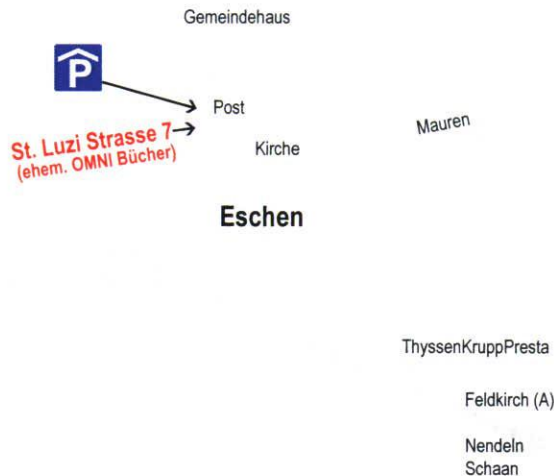 Gemeindehaus
P
Post
Mauren
St. Luzi Strasse 7
(ehem. OMNI Bücher)
Kirche
Eschen
ThyssenKruppPresta
Feldkirch (A)
Nendeln
Schaan